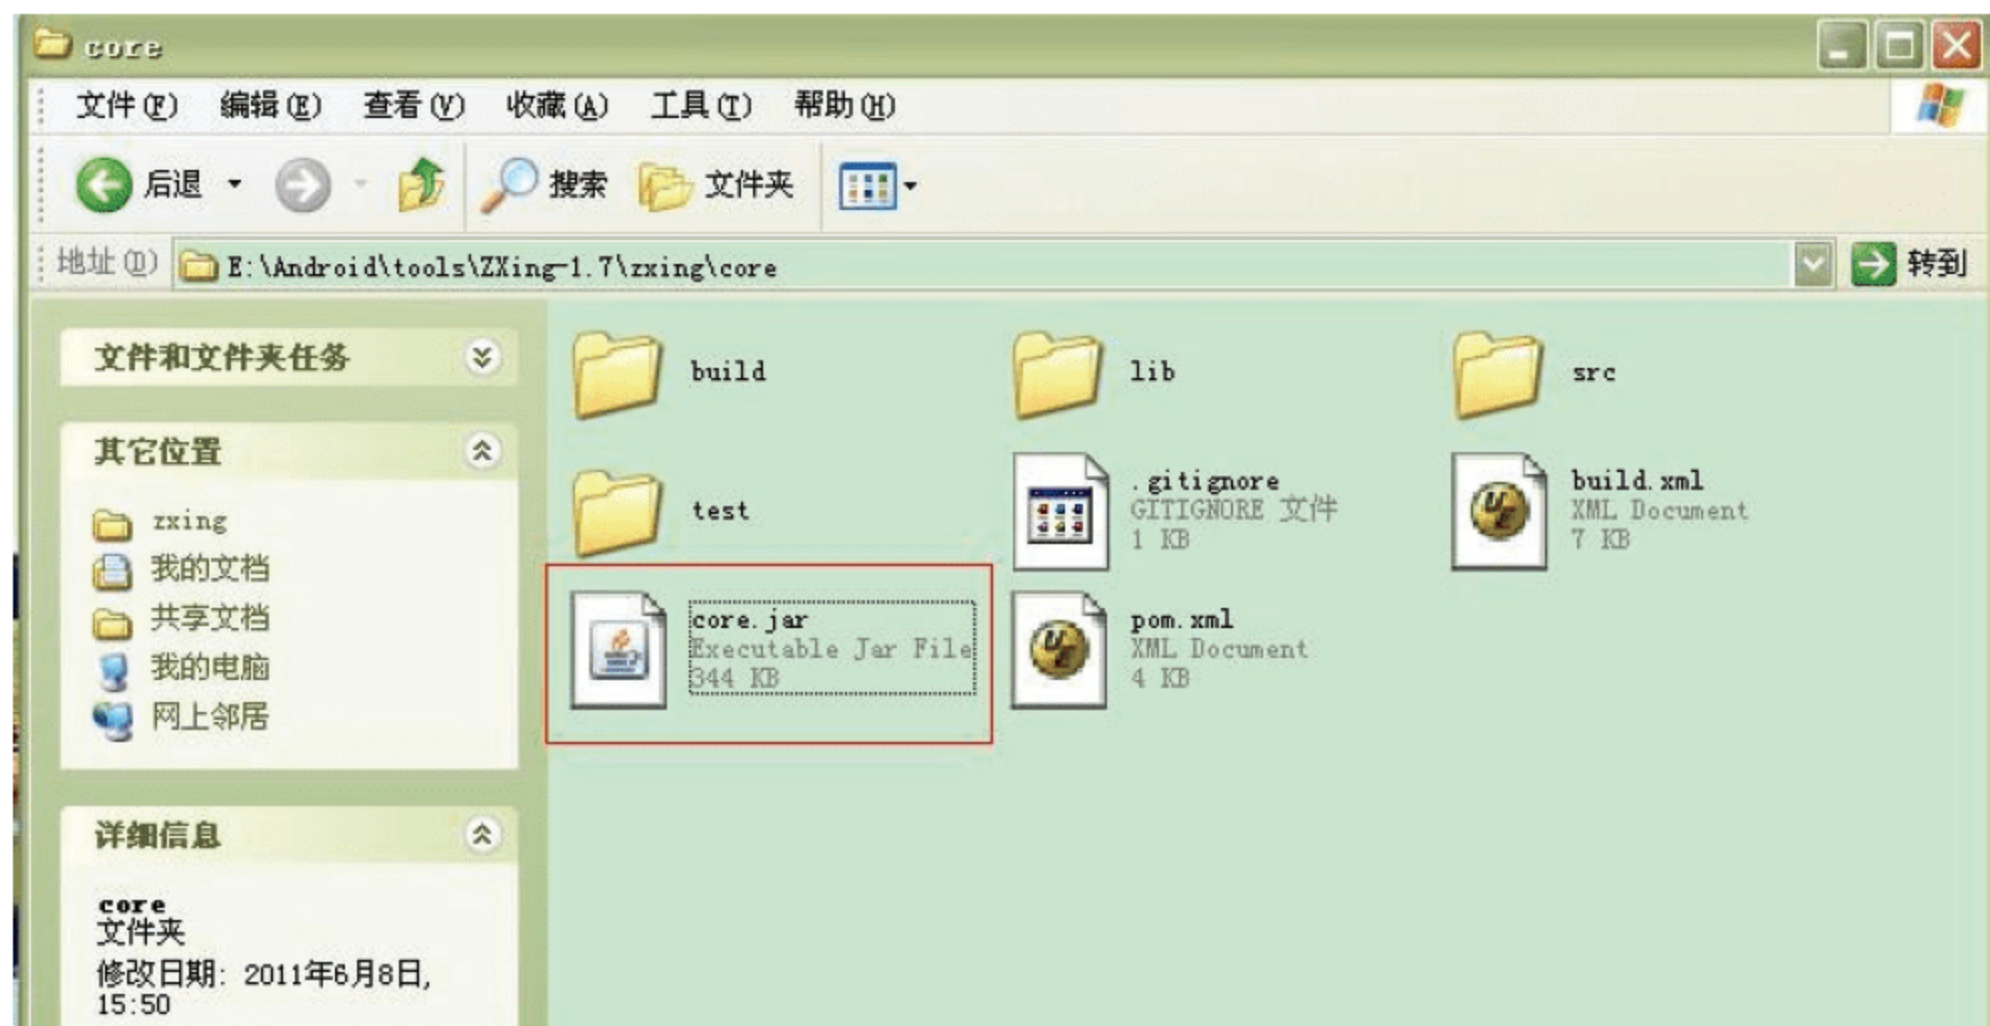 core
文件(F) 编辑(E) 查看(V) 收藏(A) 工具(T) 帮助(H)
后退 搜索 文件夹
地址(D) E:\Android\tools\ZXing-1.7\zxing\core 转到
文件和文件夹任务
其它位置
zxing
我的文档
共享文档
我的电脑
网上邻居
详细信息
core
文件夹
修改日期: 2011年6月8日,
15:50
build
lib
src
test
.gitignore
GITIGNORE 文件
1 KB
build.xml
XML Document
7 KB
core.jar
Executable Jar File
344 KB
pom.xml
XML Document
4 KB